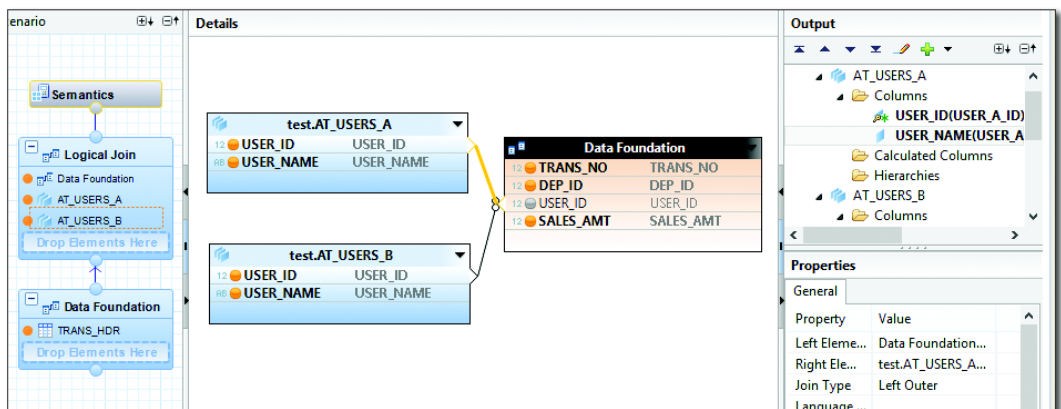 enario
Details
Output
Semantics
Logical Join
Data Foundation
AT_USERS_A
AT_USERS_B
Drop Elements Here
Data Foundation
TRANS_HDR
Drop Elements Here
test.AT_USERS_A
12 USER_ID USER_ID
AB USER_NAME USER_NAME
test.AT_USERS_B
12 USER_ID USER_ID
AB USER_NAME USER_NAME
Data Foundation
12 TRANS_NO TRANS_NO
12 DEP_ID DEP_ID
12 USER_ID USER_ID
12 SALES_AMT SALES_AMT
AT_USERS_A
Columns
USER_ID(USER_A_ID)
USER_NAME(USER_A
Calculated Columns
Hierarchies
AT_USERS_B
Columns
Properties
General
Property Value
Left Eleme... Data Foundation...
Right Ele... test.AT_USERS_A...
Join Type Left Outer
Language ...